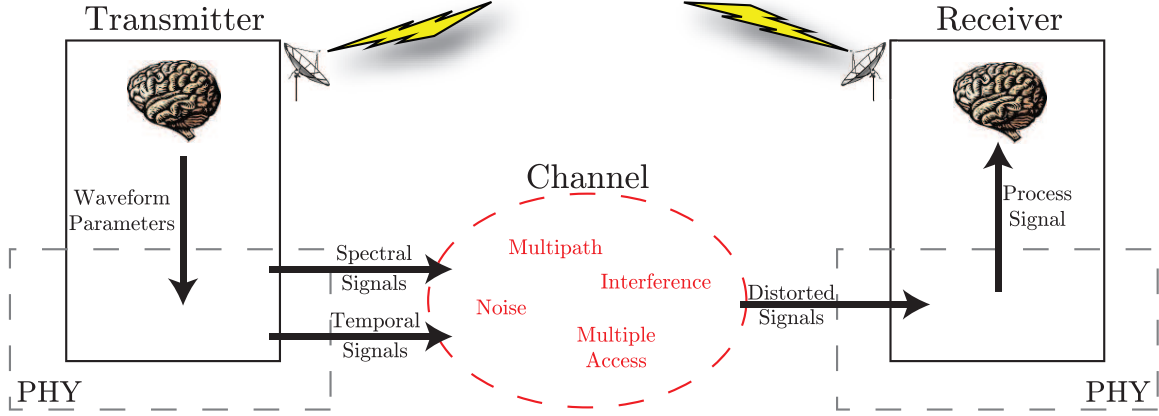 Transmitter
Receiver
Waveform
Parameters
Process
Signal
Channel
Spectral
Signals
Temporal
Signals
Multipath
Interference
Noise
Multiple
Access
Distorted
Signals
PHY
PHY